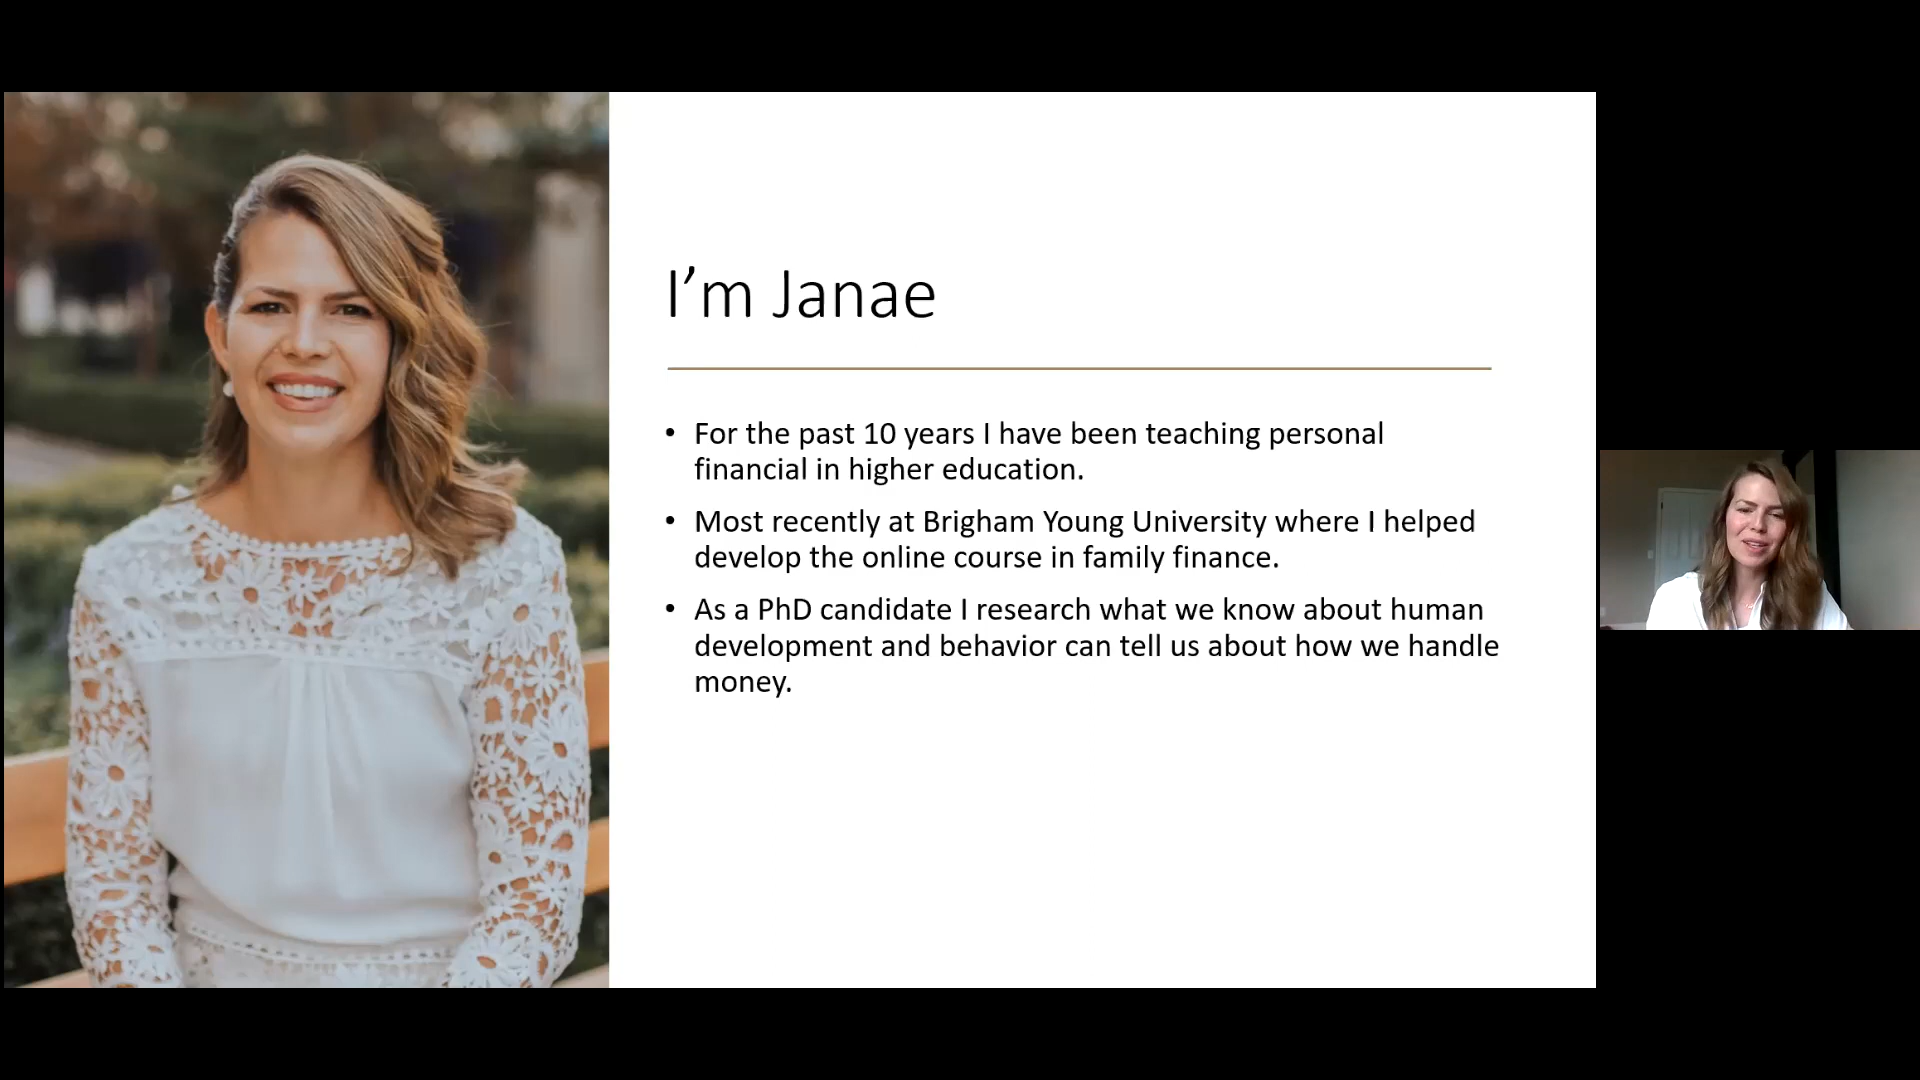 I’m Janae
• For the past 10 years I have been teaching personal
financial in higher education.
• Most recently at Brigham Young University where I helped
develop the online course in family finance.
• As a PhD candidate I research what we know about human
development and behavior can tell us about how we handle
money.